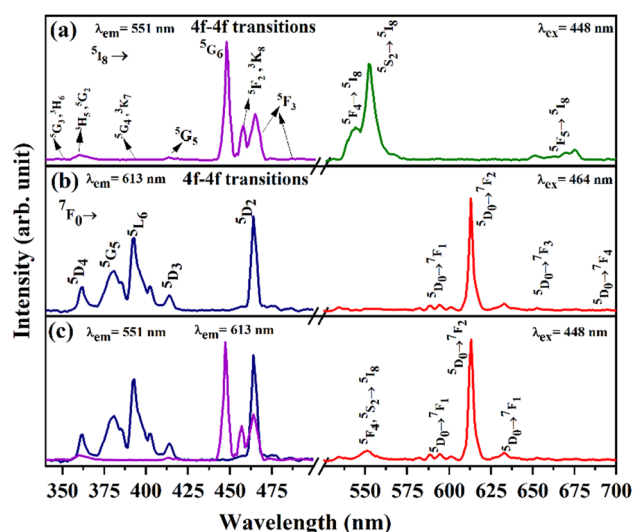 (a) λem= 551 nm 4f-4f transitions λex= 448 nm
⁵I₈→
⁵G₃,³H₆
³H₅,⁵G₂
⁵G₄,³K₇
⁵G₅
⁵G₆
⁵F₂,³K₈
⁵F₃
⁵F₄→⁵I₈
⁵S₂→⁵I₈
⁵F₅→⁵I₈
(b) λem= 613 nm 4f-4f transitions λex= 464 nm
⁷F₀→
⁵D₄
⁵G₅
⁵L₆
⁵D₃
⁵D₂
⁵D₀→⁷F₁
⁵D₀→⁷F₂
⁵D₀→⁷F₃
⁵D₀→⁷F₄
(c) λem= 551 nm λem= 613 nm λex= 448 nm
⁵F₄,⁵S₂→⁵I₈
⁵D₀→⁷F₁
⁵D₀→⁷F₂
⁵D₀→⁷F₁
Intensity (arb. unit)
350 375 400 425 450 475 550 575 600 625 650 675 700
Wavelength (nm)